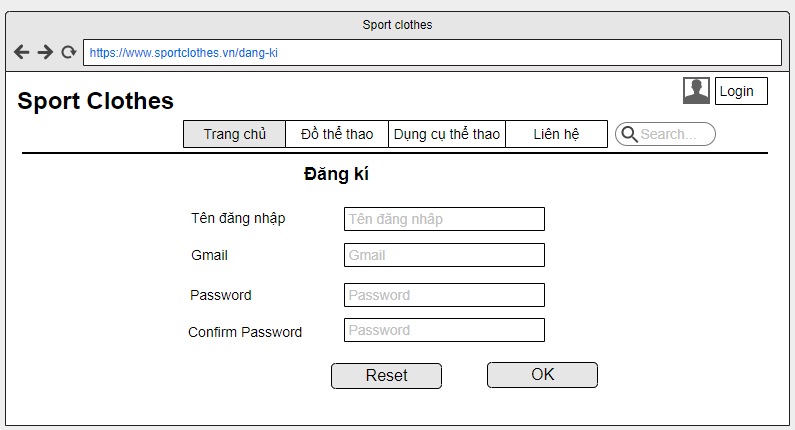 Sport clothes
https://www.sportclothes.vn/dang-ki
Login
Sport Clothes
Trang chủ Đồ thể thao Dụng cụ thể thao Liên hệ Search...
Đăng kí
Tên đăng nhập Tên đăng nhâp
Gmail Gmail
Password Password
Confirm Password Password
Reset OK